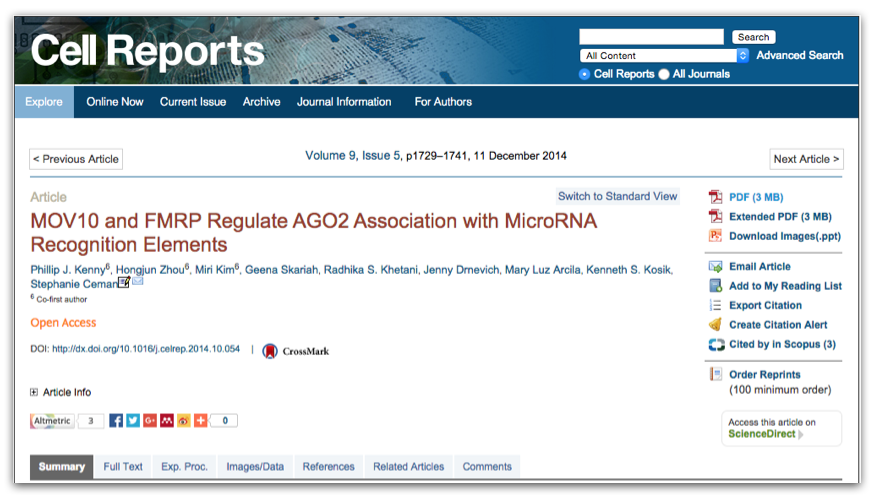 Cell Reports
Search
All Content
Advanced Search
Cell Reports All Journals
Explore Online Now Current Issue Archive Journal Information For Authors
< Previous Article
Volume 9, Issue 5, p1729–1741, 11 December 2014
Next Article >
Article
Switch to Standard View
MOV10 and FMRP Regulate AGO2 Association with MicroRNA
Recognition Elements
Phillip J. Kenny6, Hongjun Zhou6, Miri Kim6, Geena Skariah, Radhika S. Khetani, Jenny Drnevich, Mary Luz Arcila, Kenneth S. Kosik,
Stephanie Ceman
6 Co-first author
Open Access
DOI: http://dx.doi.org/10.1016/j.celrep.2014.10.054 | CrossMark
Article Info
Altmetric 3 0
Summary Full Text Exp. Proc. Images/Data References Related Articles Comments
PDF (3 MB)
Extended PDF (3 MB)
Download Images(.ppt)
Email Article
Add to My Reading List
Export Citation
Create Citation Alert
Cited by in Scopus (3)
Order Reprints
(100 minimum order)
Access this article on
ScienceDirect